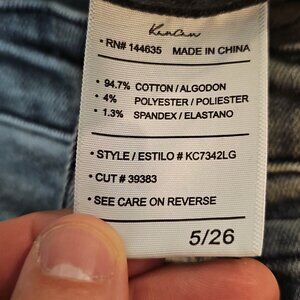 KanCan
• RN# 144635 MADE IN CHINA
• 94.7% COTTON / ALGODON
• 4% POLYESTER / POLIESTER
• 1.3% SPANDEX / ELASTANO
• STYLE / ESTILO # KC7342LG
• CUT # 39383
• SEE CARE ON REVERSE
5/26